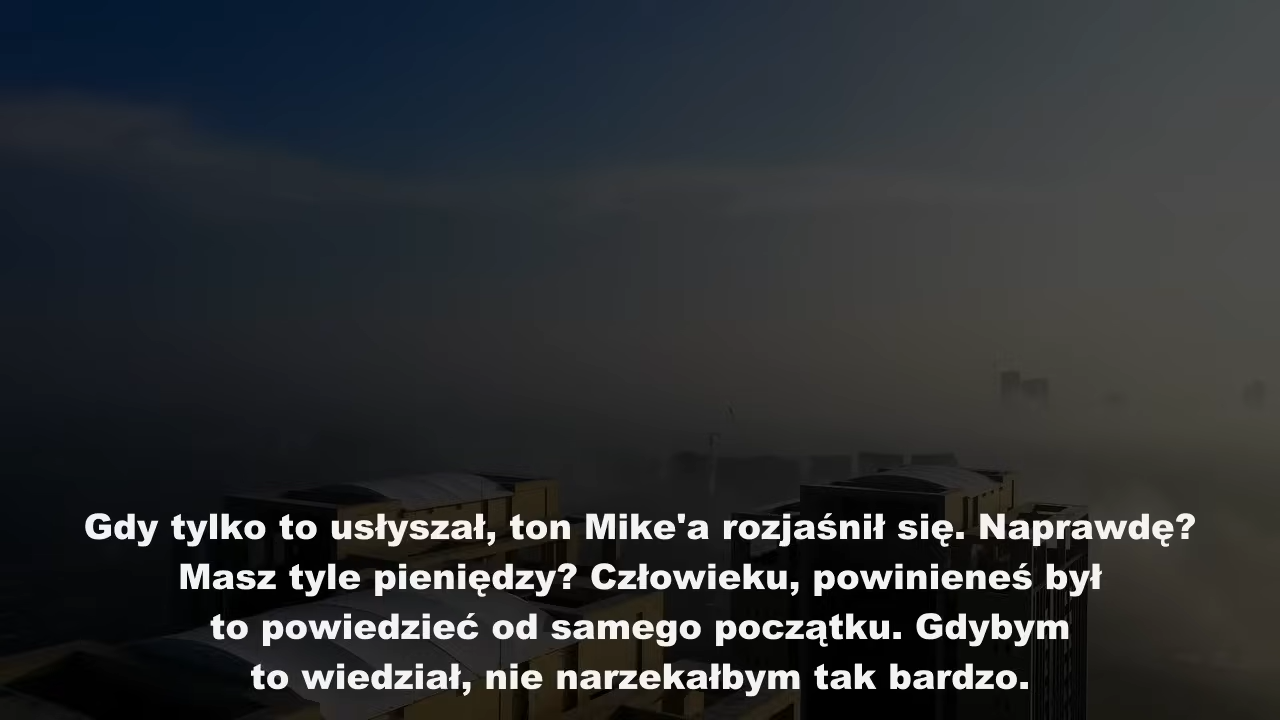 Gdy tylko to usłyszał, ton Mike'a rozjaśnił się. Naprawdę?
Masz tyle pieniędzy? Człowieku, powinieneś był
to powiedzieć od samego początku. Gdybym
to wiedział, nie narzekałbym tak bardzo.